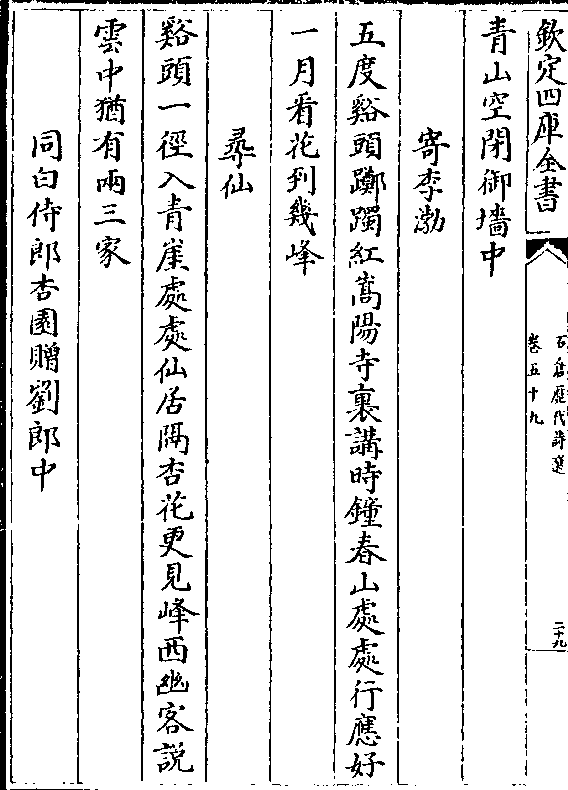 欽定四庫全書
石倉歷代詩選
卷五十九
二十九
青山空閉御墻中
寄李渤
五度谿頭躑躅紅嵩陽寺裏講時鐘春山處處行應好
一月看花到幾峰
尋仙
谿頭一徑入青崖處處仙居隔杏花更見峰西幽客說
雲中猶有兩三家
同白侍郎杏園贈劉郎中